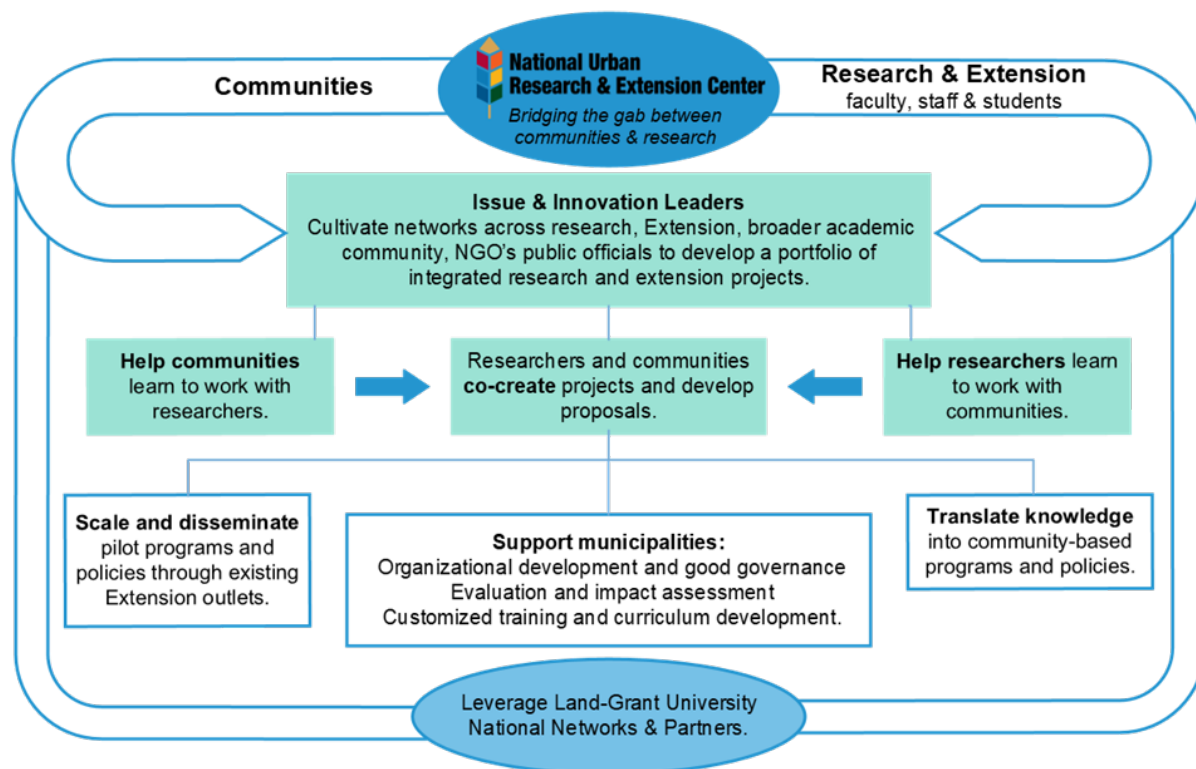 Communities
National Urban
Research & Extension Center
Bridging the gab between
communities & research
Research & Extension
faculty, staff & students
Issue & Innovation Leaders
Cultivate networks across research, Extension, broader academic
community, NGO's public officials to develop a portfolio of
integrated research and extension projects.
Help communities
learn to work with
researchers.
Researchers and communities
co-create projects and develop
proposals.
Help researchers learn
to work with
communities.
Scale and disseminate
pilot programs and
policies through existing
Extension outlets.
Support municipalities:
Organizational development and good governance
Evaluation and impact assessment
Customized training and curriculum development.
Translate knowledge
into community-based
programs and policies.
Leverage Land-Grant University
National Networks & Partners.